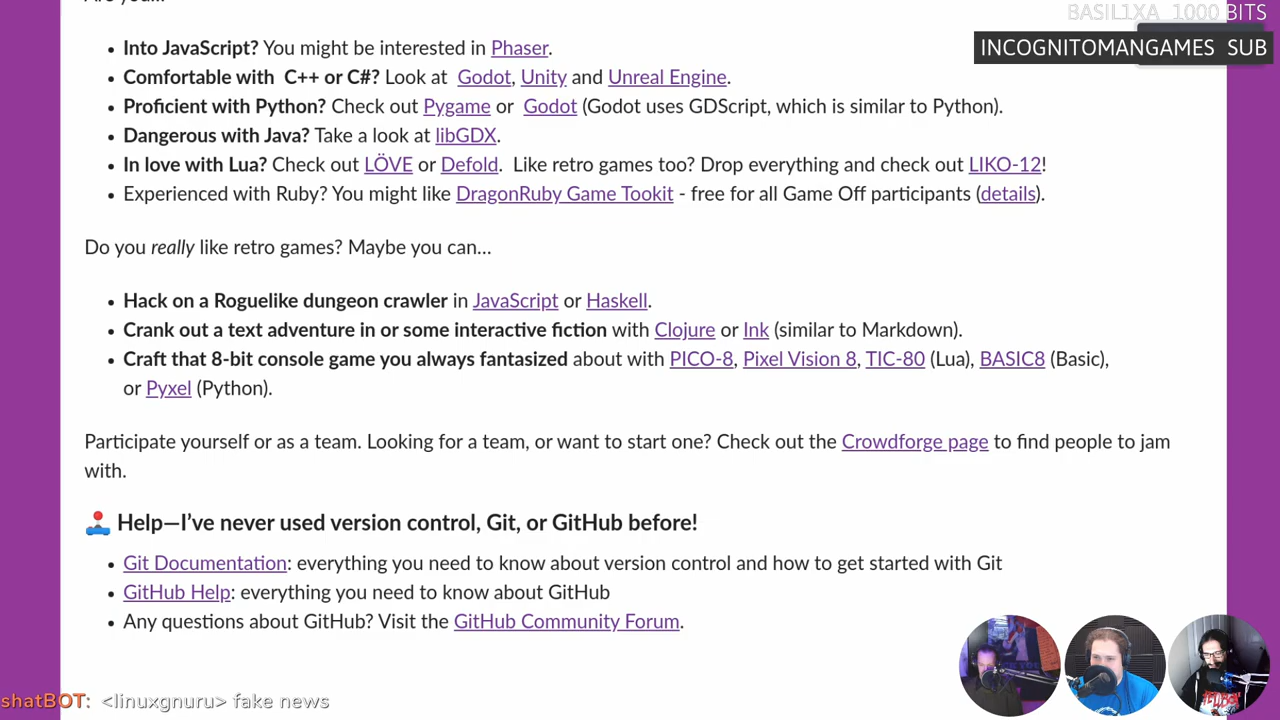 Are you...
BASIL1XA 1000 BITS
INCOGNITOMANGAMES SUB
Into JavaScript? You might be interested in Phaser.
Comfortable with C++ or C#? Look at Godot, Unity and Unreal Engine.
Proficient with Python? Check out Pygame or Godot (Godot uses GDScript, which is similar to Python).
Dangerous with Java? Take a look at libGDX.
In love with Lua? Check out LÖVE or Defold. Like retro games too? Drop everything and check out LIKO-12!
Experienced with Ruby? You might like DragonRuby Game Tookit - free for all Game Off participants (details).
Do you really like retro games? Maybe you can...
Hack on a Roguelike dungeon crawler in JavaScript or Haskell.
Crank out a text adventure in or some interactive fiction with Clojure or Ink (similar to Markdown).
Craft that 8-bit console game you always fantasized about with PICO-8, Pixel Vision 8, TIC-80 (Lua), BASIC8 (Basic),
or Pyxel (Python).
Participate yourself or as a team. Looking for a team, or want to start one? Check out the Crowdforge page to find people to jam
with.
Help—I've never used version control, Git, or GitHub before!
Git Documentation: everything you need to know about version control and how to get started with Git
GitHub Help: everything you need to know about GitHub
Any questions about GitHub? Visit the GitHub Community Forum.
shatBOT: <linuxgnuru> fake news